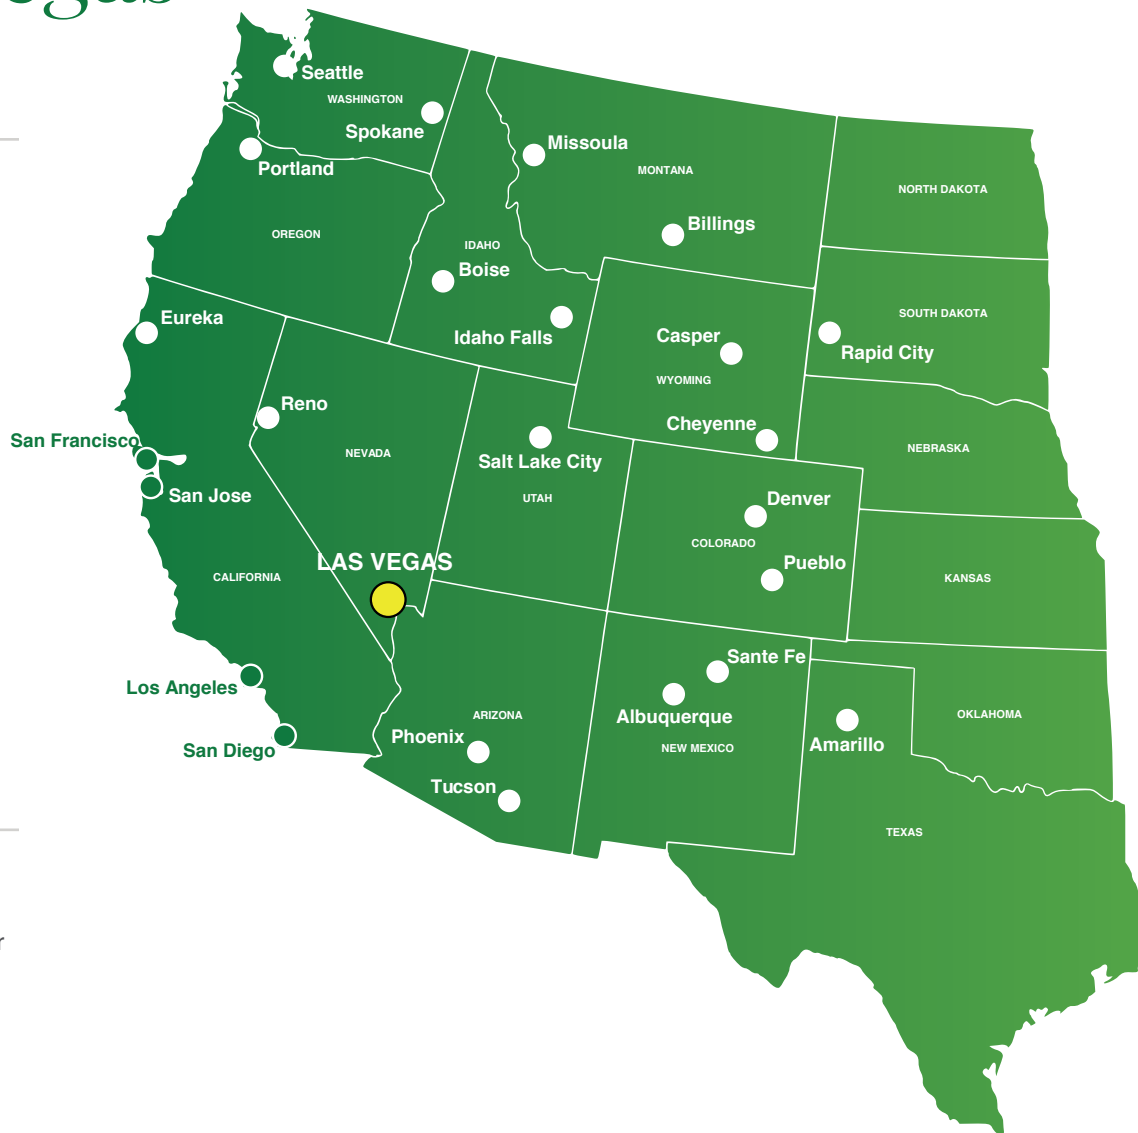 Seattle
WASHINGTON
Spokane
Missoula
Portland
MONTANA
NORTH DAKOTA
Billings
OREGON
IDAHO
Boise
SOUTH DAKOTA
Eureka
Idaho Falls
Casper
Rapid City
WYOMING
Reno
Cheyenne
San Francisco
NEVADA
Salt Lake City
NEBRASKA
San Jose
UTAH
Denver
COLORADO
LAS VEGAS
Pueblo
CALIFORNIA
KANSAS
Sante Fe
Los Angeles
ARIZONA
Albuquerque
OKLAHOMA
Phoenix
NEW MEXICO
Amarillo
San Diego
Tucson
TEXAS